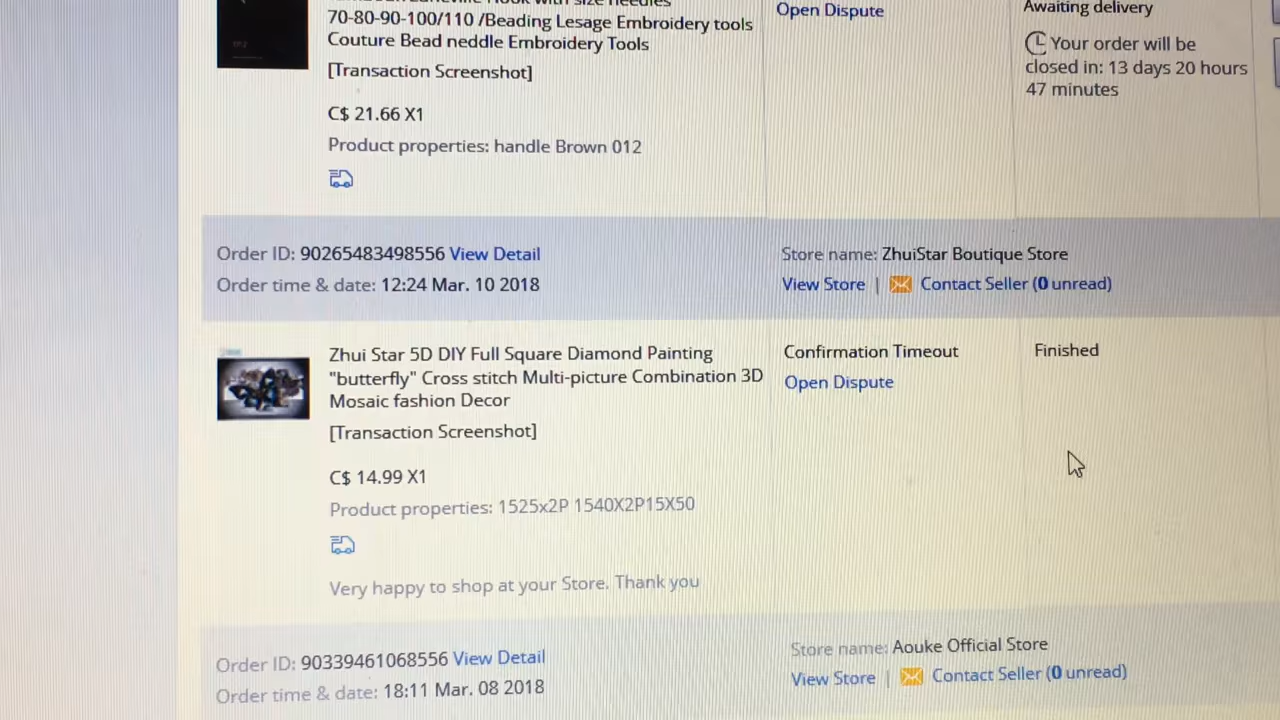 70-80-90-100/110 /Beading Lesage Embroidery tools
Couture Bead neddle Embroidery Tools
[Transaction Screenshot]
C$ 21.66 X1
Product properties: handle Brown 012
Open Dispute
Awaiting delivery
Your order will be
closed in: 13 days 20 hours
47 minutes
Order ID: 90265483498556 View Detail
Order time & date: 12:24 Mar. 10 2018
Store name: ZhuiStar Boutique Store
View Store | Contact Seller (0 unread)
Zhui Star 5D DIY Full Square Diamond Painting
"butterfly" Cross stitch Multi-picture Combination 3D
Mosaic fashion Decor
[Transaction Screenshot]
C$ 14.99 X1
Product properties: 1525x2P 1540X2P15X50
Very happy to shop at your Store. Thank you
Confirmation Timeout
Open Dispute
Finished
Order ID: 90339461068556 View Detail
Order time & date: 18:11 Mar. 08 2018
Store name: Aouke Official Store
View Store | Contact Seller (0 unread)